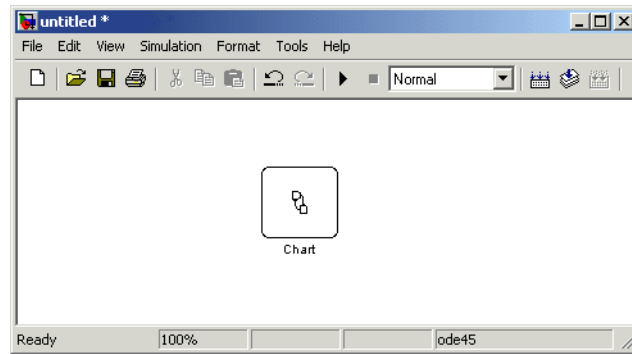 untitled *
File Edit View Simulation Format Tools Help
Normal
Chart
Ready 100% ode45